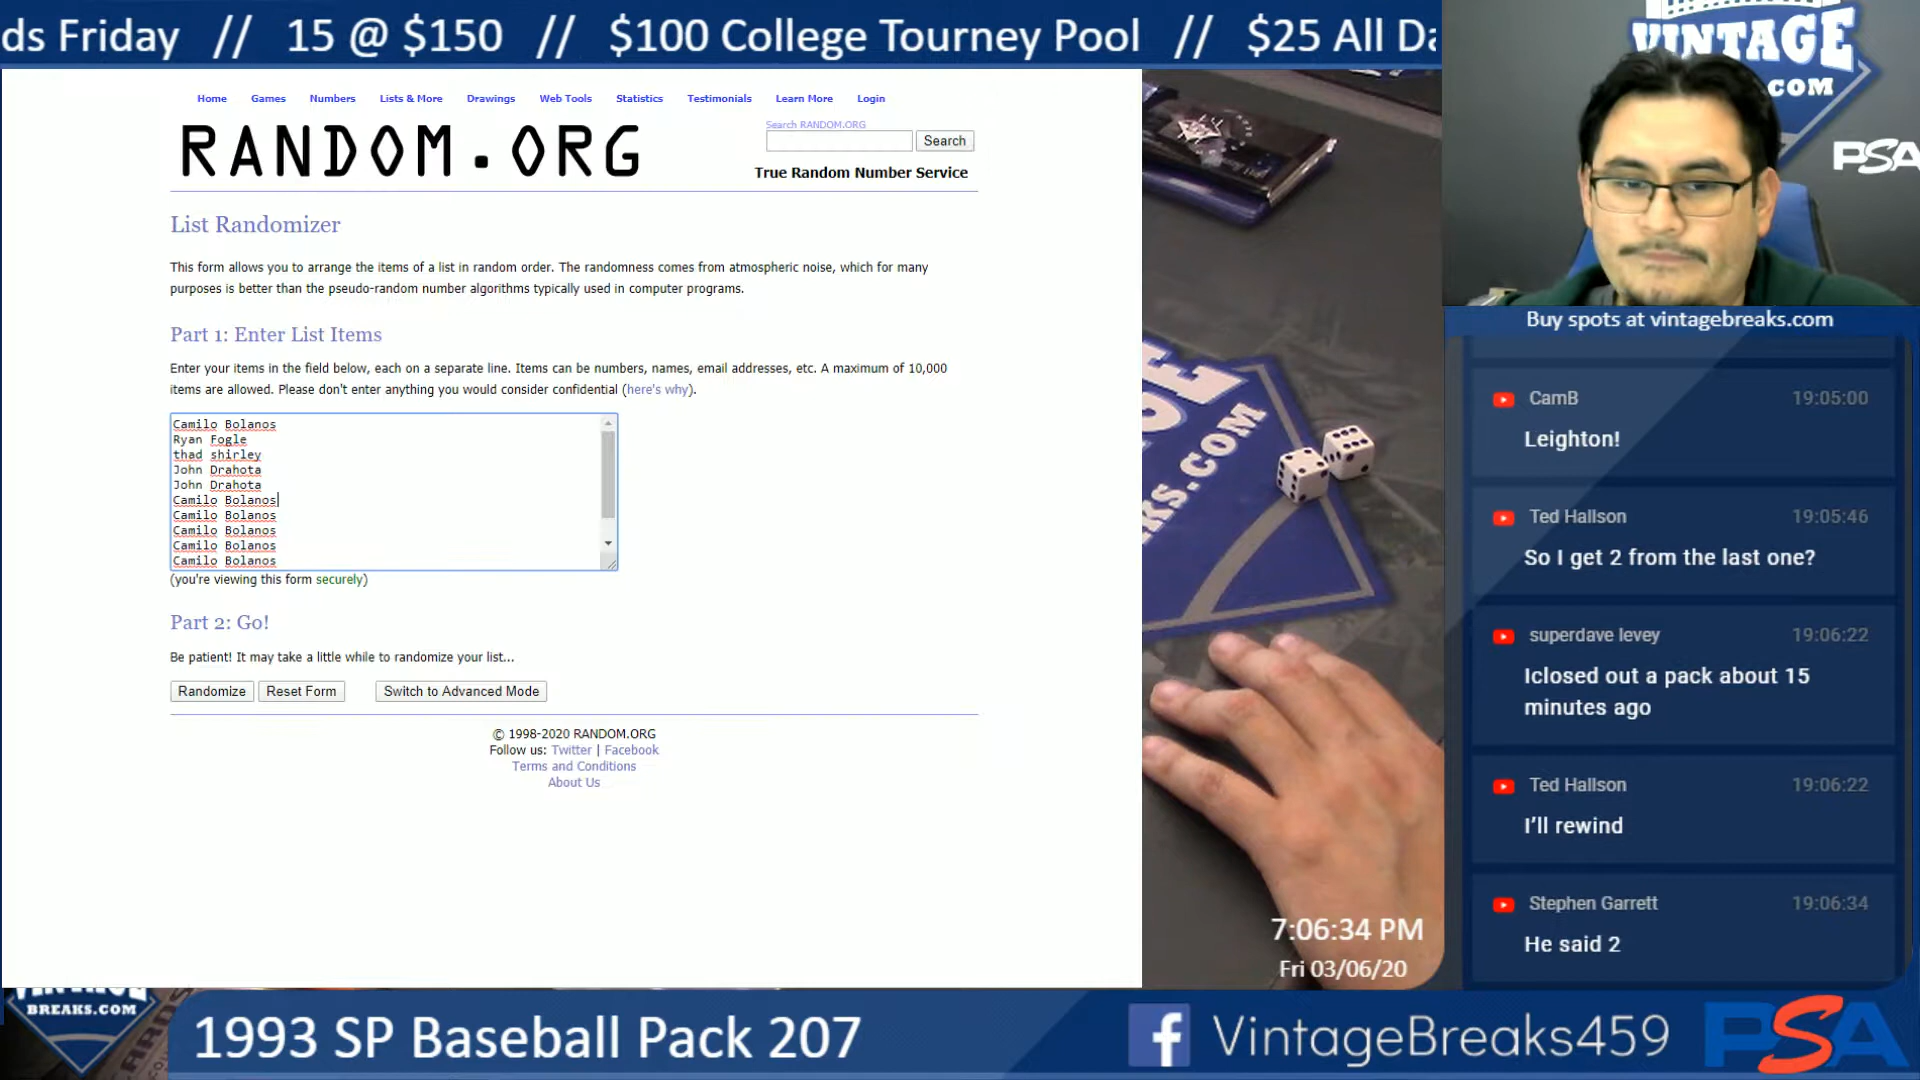 ds Friday // 15 @ $150 // $100 College Tourney Pool // $25 All Da
VINTAGE
.COM
PSA
Home Games Numbers Lists & More Drawings Web Tools Statistics Testimonials Learn More Login
RANDOM.ORG
Search RANDOM.ORG
Search
True Random Number Service
List Randomizer
This form allows you to arrange the items of a list in random order. The randomness comes from atmospheric noise, which for many
purposes is better than the pseudo-random number algorithms typically used in computer programs.
Part 1: Enter List Items
Enter your items in the field below, each on a separate line. Items can be numbers, names, email addresses, etc. A maximum of 10,000
items are allowed. Please don't enter anything you would consider confidential (here's why).
Camilo Bolanos
Ryan Fogle
thad shirley
John Drahota
John Drahota
Camilo Bolanos
Camilo Bolanos
Camilo Bolanos
Camilo Bolanos
Camilo Bolanos
(you're viewing this form securely)
Part 2: Go!
Be patient! It may take a little while to randomize your list...
Randomize Reset Form Switch to Advanced Mode
© 1998-2020 RANDOM.ORG
Follow us: Twitter | Facebook
Terms and Conditions
About Us
KS.COM
7:06:34 PM
Fri 03/06/20
Buy spots at vintagebreaks.com
CamB 19:05:00
Leighton!
Ted Hallson 19:05:46
So I get 2 from the last one?
superdave levey 19:06:22
Iclosed out a pack about 15
minutes ago
Ted Hallson 19:06:22
I'll rewind
Stephen Garrett 19:06:34
He said 2
BREAKS.COM
1993 SP Baseball Pack 207
VintageBreaks459
PSA